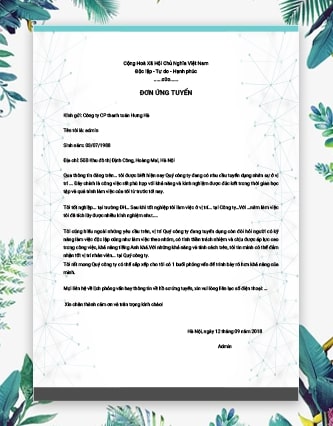 Cộng Hoà Xã Hội Chủ Nghĩa Việt Nam
Độc lập - Tự do - Hạnh phúc
ĐƠN ỨNG TUYỂN
Kính gửi: Công ty CP thanh toán Hưng Hà
Tên tôi là: admin
Sinh năm: 03/07/1988
Địa chỉ: 5G8 Khu đô thị Định Công, Hoàng Mai, Hà Nội
Qua thông tin đăng trên... tôi được biết hiện nay Quý công ty đang có nhu cầu tuyển dụng nhân sự ở vị
trí .... Đây chính là công việc rất phù hợp với khả năng và kinh nghiệm được đúc kết trong thời gian học
tập và quá trình làm việc của tôi từ trước đến nay.
Tôi tốt nghiệp... tại trường ĐH... Sau khi tốt nghiệp tôi làm việc ở vị trí... tại Công ty...Với ...năm làm việc
tôi đã tích lũy được nhiều kinh nghiệm như.....
Tôi cũng hiểu ngoài những yêu cầu trên, vị trí Quý công ty đang tuyển dụng còn đòi hỏi người có kỹ
năng làm việc độc lập cũng như làm việc theo nhóm, có tinh thần trách nhiệm và chịu được áp lực cao
trong công việc, khả năng tiếng Anh khá.Với những khả năng và tính cách trên, tôi tin mình có thể đảm
nhận tốt vị trí nhân viên... tại Quý công ty.
Tôi rất mong Quý công ty có thể sắp xếp cho tôi có 1 buổi phỏng vấn để trình bày rõ hơn khả năng của
mình.
Mọi liên hệ về lịch phỏng vấn hay thông tin về hồ sơ ứng tuyển, xin vui lòng liên lạc số điện thoại: ...
Xin chân thành cảm ơn và trân trọng kính chào!
Hà Nội, ngày 12 tháng 09 năm 2018
Admin